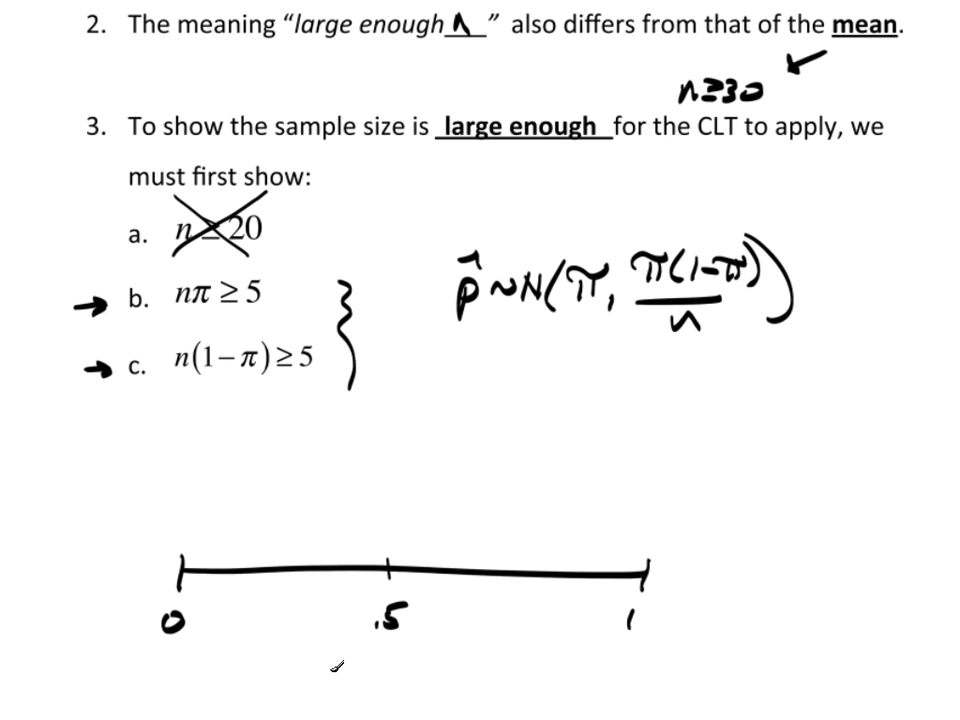 2. The meaning “large enough n ” also differs from that of the mean.
n≥30
3. To show the sample size is large enough for the CLT to apply, we
must first show:
a. n≥20
b. nπ ≥ 5
p̂ ~ N(π, π(1-π)/n)
c. n(1−π) ≥ 5
0 .5 1